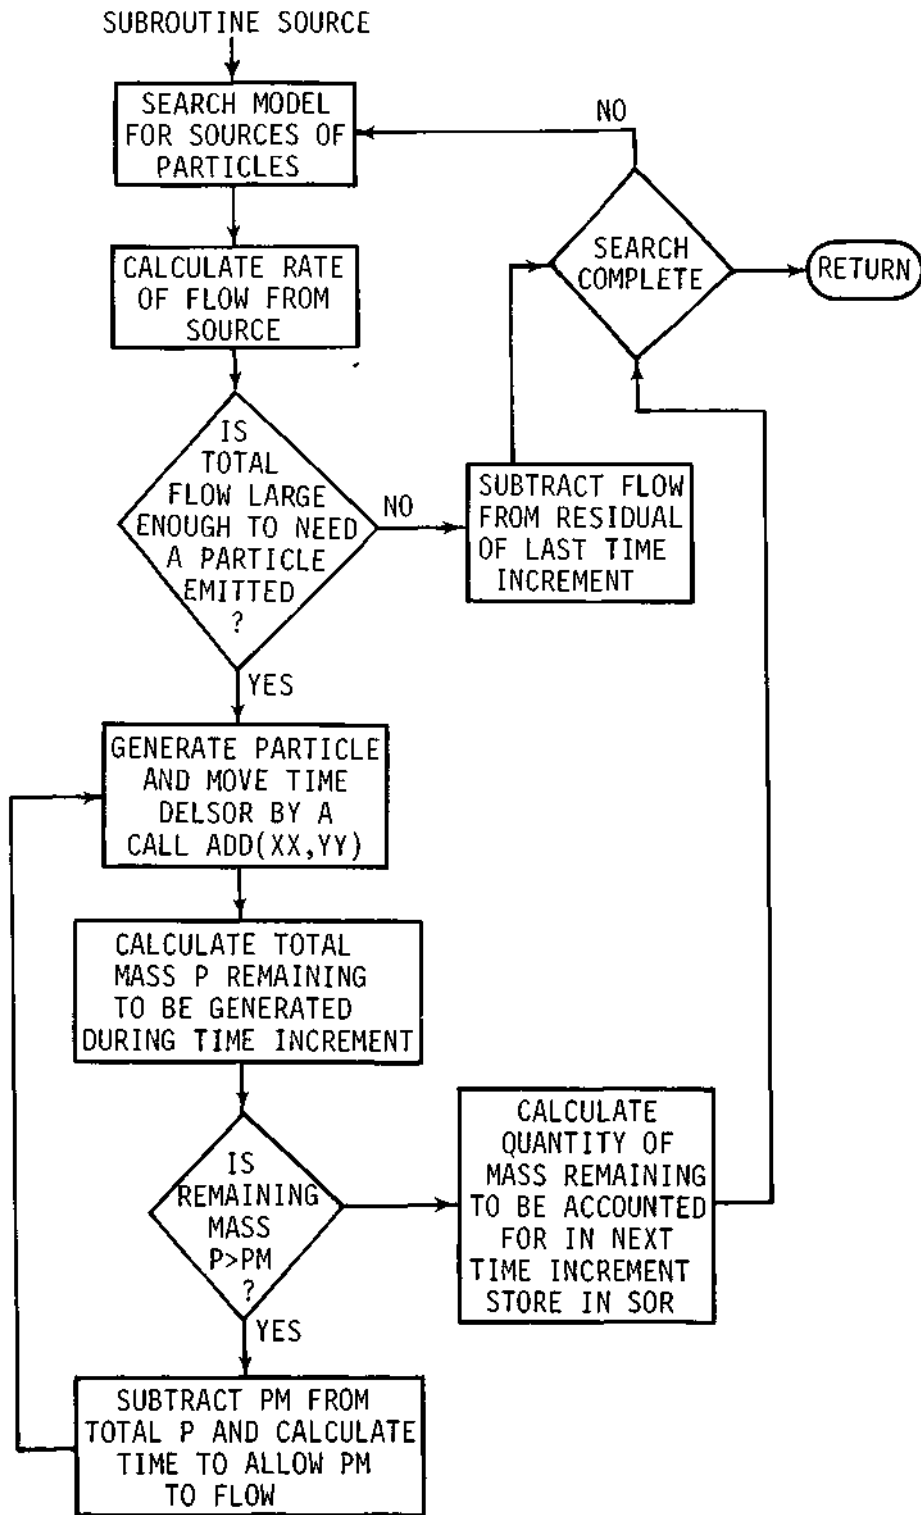 SUBROUTINE SOURCE
SEARCH MODEL
FOR SOURCES OF
PARTICLES
NO
SEARCH
COMPLETE
RETURN
CALCULATE RATE
OF FLOW FROM
SOURCE
IS
TOTAL
FLOW LARGE
ENOUGH TO NEED
A PARTICLE
EMITTED
?
NO
SUBTRACT FLOW
FROM RESIDUAL
OF LAST TIME
INCREMENT
YES
GENERATE PARTICLE
AND MOVE TIME
DELSOR BY A
CALL ADD(XX,YY)
CALCULATE TOTAL
MASS P REMAINING
TO BE GENERATED
DURING TIME INCREMENT
IS
REMAINING
MASS
P>PM
?
CALCULATE
QUANTITY OF
MASS REMAINING
TO BE ACCOUNTED
FOR IN NEXT
TIME INCREMENT
STORE IN SOR
YES
SUBTRACT PM FROM
TOTAL P AND CALCULATE
TIME TO ALLOW PM
TO FLOW